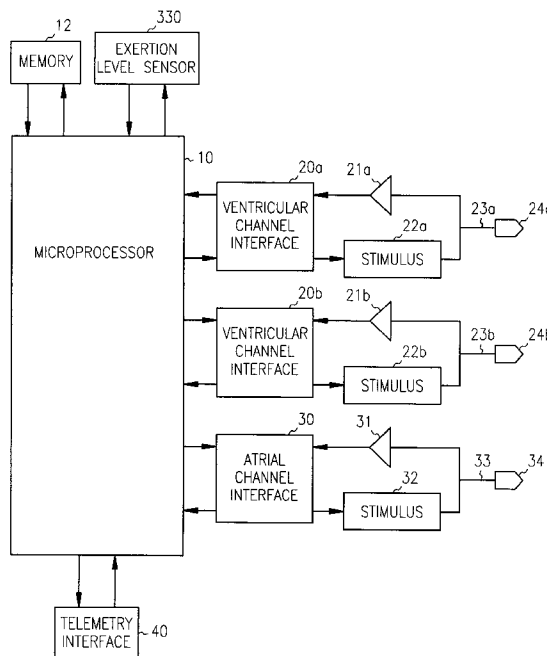 12
330
MEMORY
EXERTION
LEVEL SENSOR
10
MICROPROCESSOR
20a
VENTRICULAR
CHANNEL
INTERFACE
21a
22a
STIMULUS
23a
24a
20b
VENTRICULAR
CHANNEL
INTERFACE
21b
22b
STIMULUS
23b
24b
30
ATRIAL
CHANNEL
INTERFACE
31
32
STIMULUS
33
34
TELEMETRY
INTERFACE
40